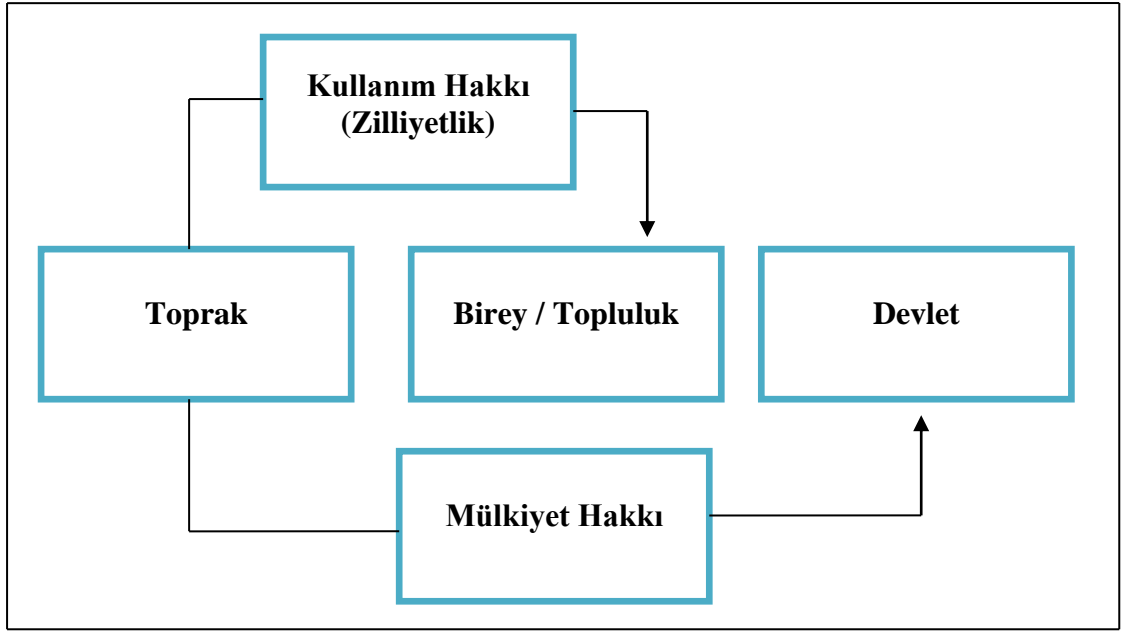 Kullanım Hakkı
(Zilliyetlik)
Toprak
Birey / Topluluk
Devlet
Mülkiyet Hakkı